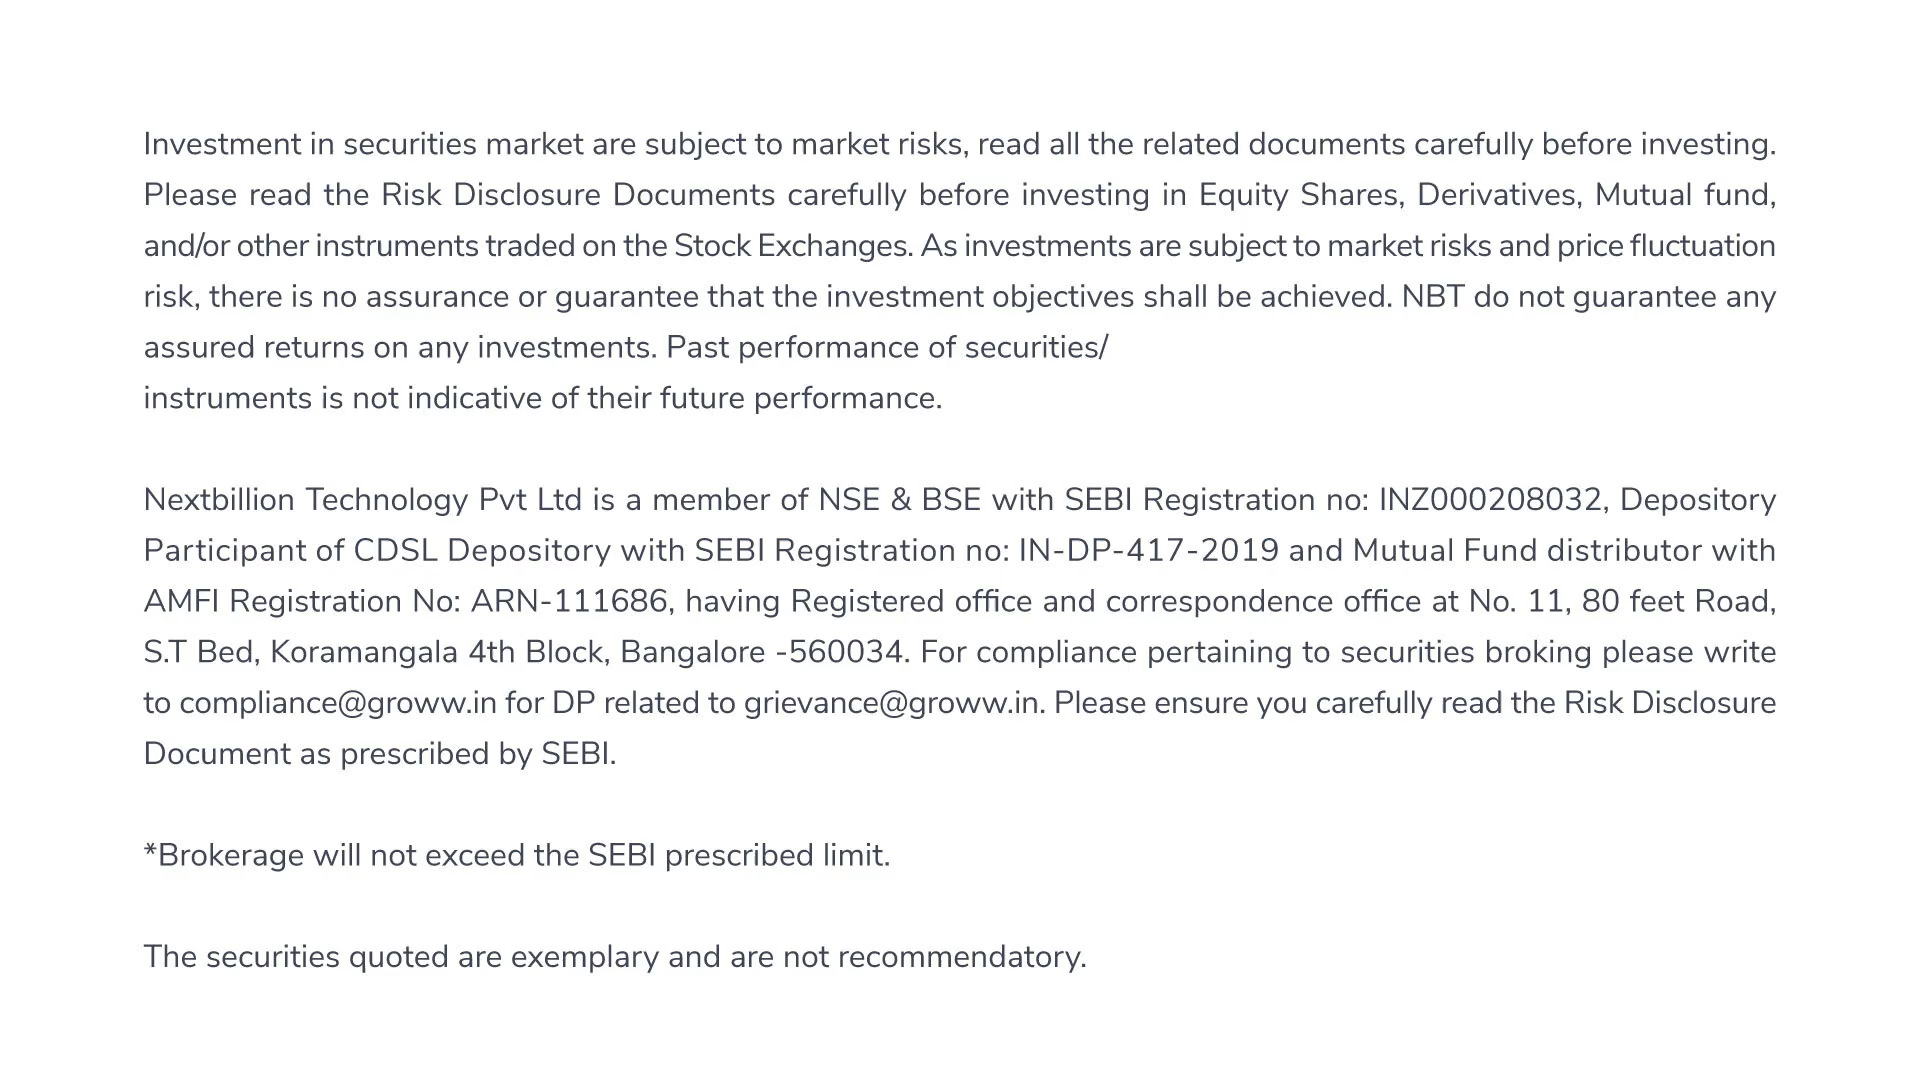 Investment in securities market are subject to market risks, read all the related documents carefully before investing.
Please read the Risk Disclosure Documents carefully before investing in Equity Shares, Derivatives, Mutual fund,
and/or other instruments traded on the Stock Exchanges. As investments are subject to market risks and price fluctuation
risk, there is no assurance or guarantee that the investment objectives shall be achieved. NBT do not guarantee any
assured returns on any investments. Past performance of securities/
instruments is not indicative of their future performance.
Nextbillion Technology Pvt Ltd is a member of NSE & BSE with SEBI Registration no: INZ000208032, Depository
Participant of CDSL Depository with SEBI Registration no: IN-DP-417-2019 and Mutual Fund distributor with
AMFI Registration No: ARN-111686, having Registered office and correspondence office at No. 11, 80 feet Road,
S.T Bed, Koramangala 4th Block, Bangalore -560034. For compliance pertaining to securities broking please write
to compliance@groww.in for DP related to grievance@groww.in. Please ensure you carefully read the Risk Disclosure
Document as prescribed by SEBI.
*Brokerage will not exceed the SEBI prescribed limit.
The securities quoted are exemplary and are not recommendatory.